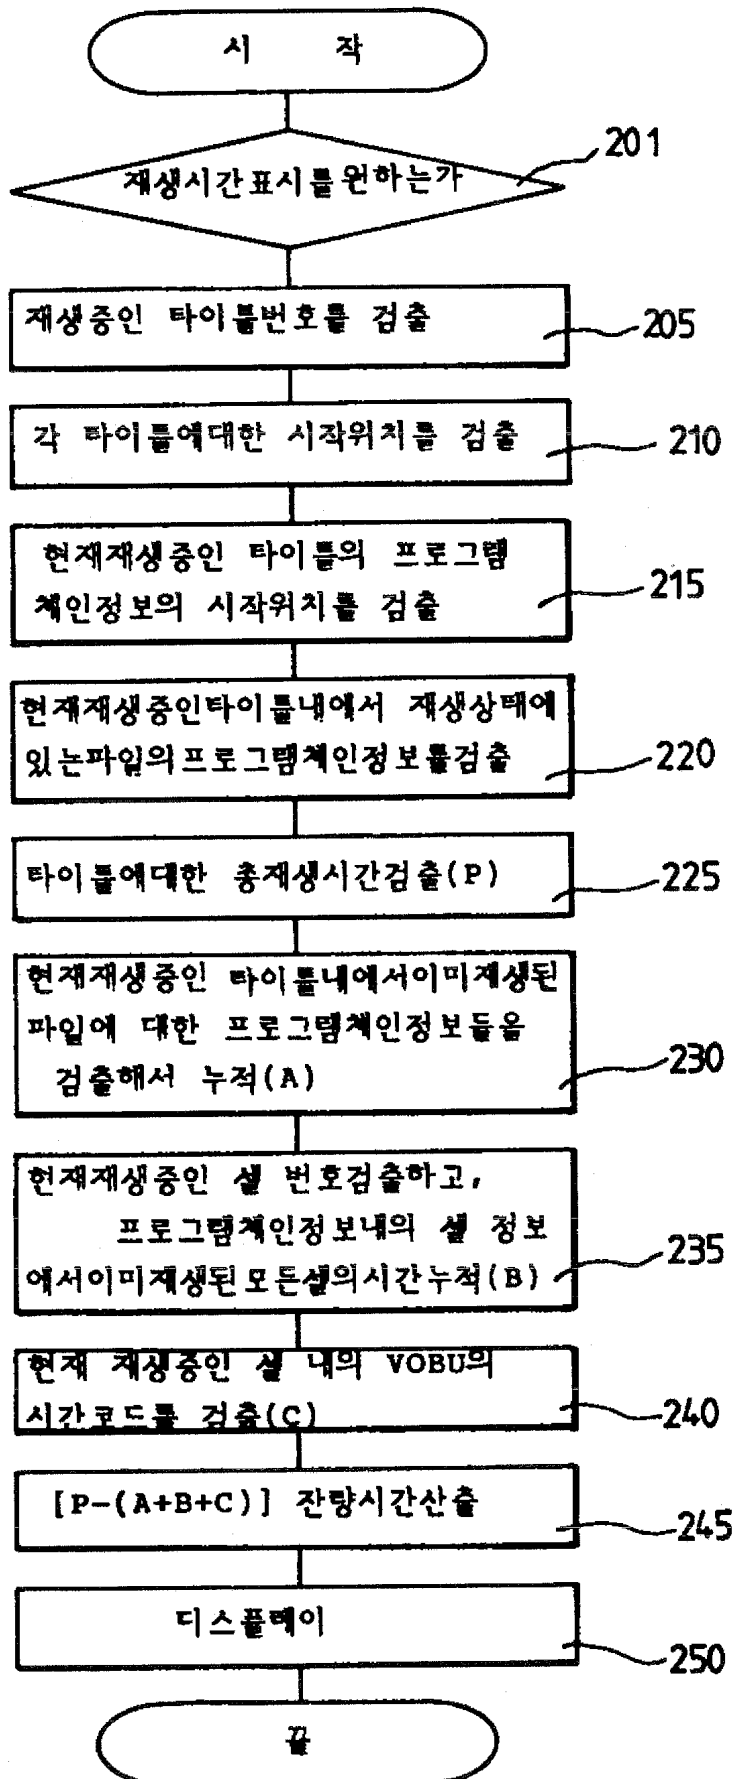 시 작
재생시간표시를원하는가
201
재생중인 타이틀번호를 검출
205
각 타이틀에대한 시작위치를 검출
210
현재재생중인 타이틀의 프로그램
체인정보의 시작위치를 검출
215
현재재생중인타이틀내에서 재생상태에
있는파일의프로그램체인정보를검출
220
타이틀에대한 총재생시간검출(P)
225
현재재생중인 타이틀내에서이미재생된
파일에 대한 프로그램체인정보들을
검출해서 누적(A)
230
현재재생중인 셀 번호검출하고,
프로그램체인정보내의 셀 정보
에서이미재생된모든셀의시간누적(B)
235
현재 재생중인 셀 내의 VOBU의
시간코드를 검출(C)
240
[P-(A+B+C)] 잔량시간산출
245
디스플레이
250
끝